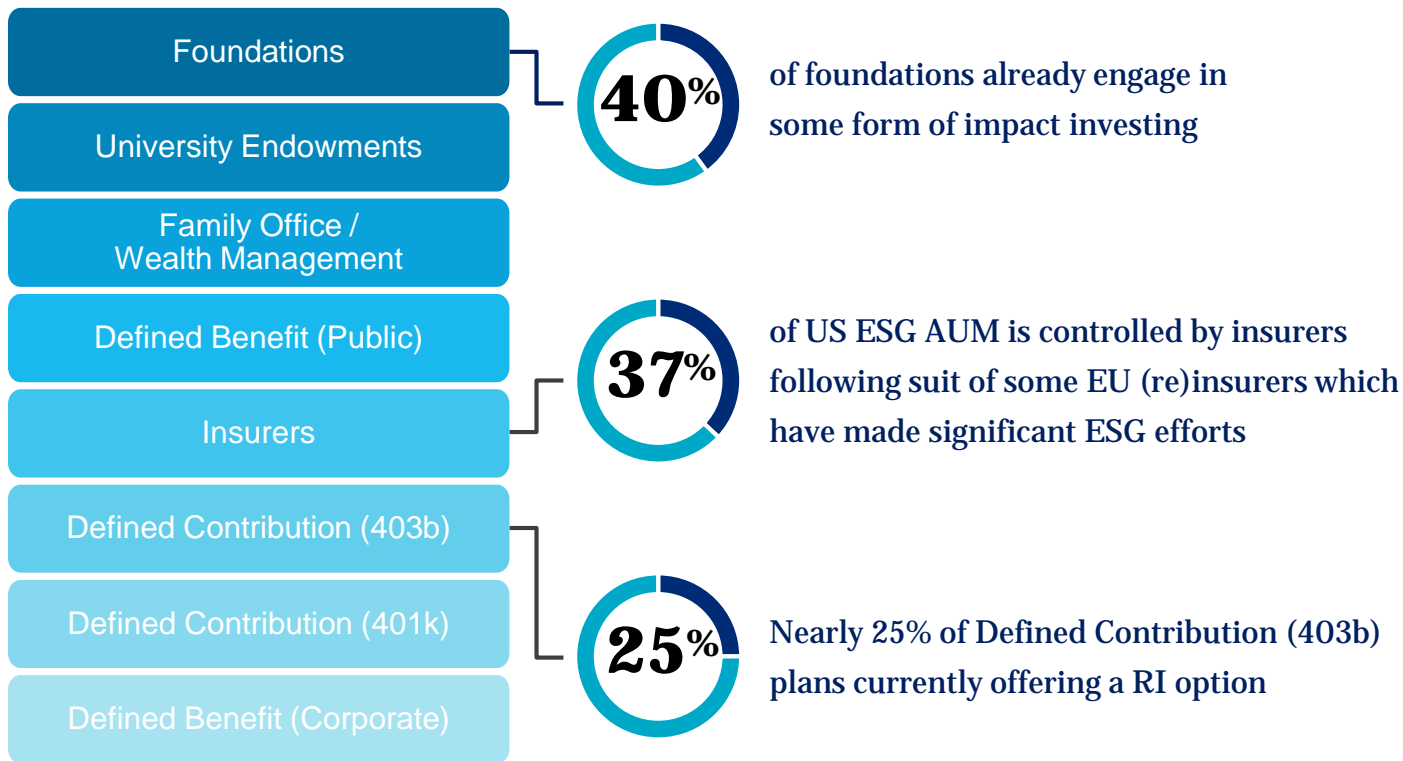 Foundations
University Endowments
Family Office /
Wealth Management
Defined Benefit (Public)
Insurers
Defined Contribution (403b)
Defined Contribution (401k)
Defined Benefit (Corporate)
40%
of foundations already engage in
some form of impact investing
37%
of US ESG AUM is controlled by insurers
following suit of some EU (re)insurers which
have made significant ESG efforts
25%
Nearly 25% of Defined Contribution (403b)
plans currently offering a RI option